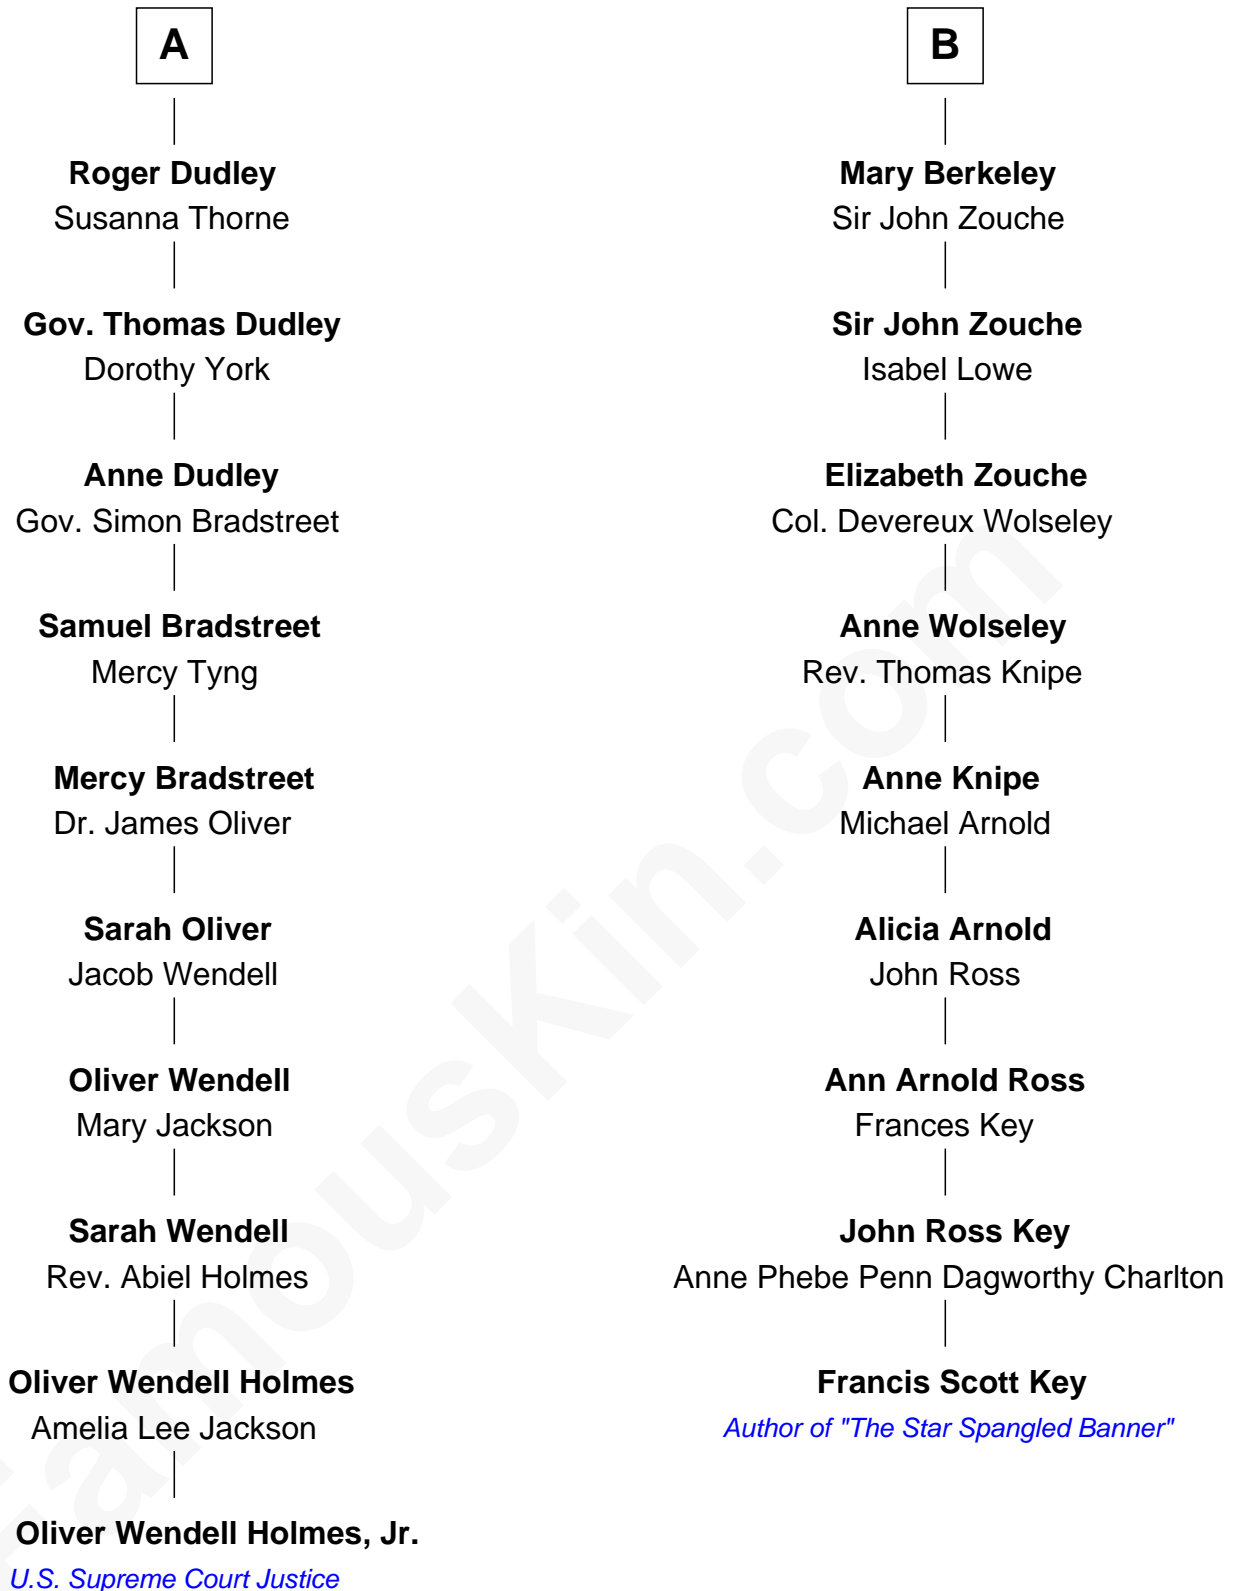 A
Roger Dudley
Susanna Thorne
Gov. Thomas Dudley
Dorothy York
Anne Dudley
Gov. Simon Bradstreet
Samuel Bradstreet
Mercy Tyng
Mercy Bradstreet
Dr. James Oliver
Sarah Oliver
Jacob Wendell
Oliver Wendell
Mary Jackson
Sarah Wendell
Rev. Abiel Holmes
Oliver Wendell Holmes
Amelia Lee Jackson
Oliver Wendell Holmes, Jr.
U.S. Supreme Court Justice
B
Mary Berkeley
Sir John Zouche
Sir John Zouche
Isabel Lowe
Elizabeth Zouche
Col. Devereux Wolseley
Anne Wolseley
Rev. Thomas Knipe
Anne Knipe
Michael Arnold
Alicia Arnold
John Ross
Ann Arnold Ross
Frances Key
John Ross Key
Anne Phebe Penn Dagworthy Charlton
Francis Scott Key
Author of "The Star Spangled Banner"
FamousKin.com